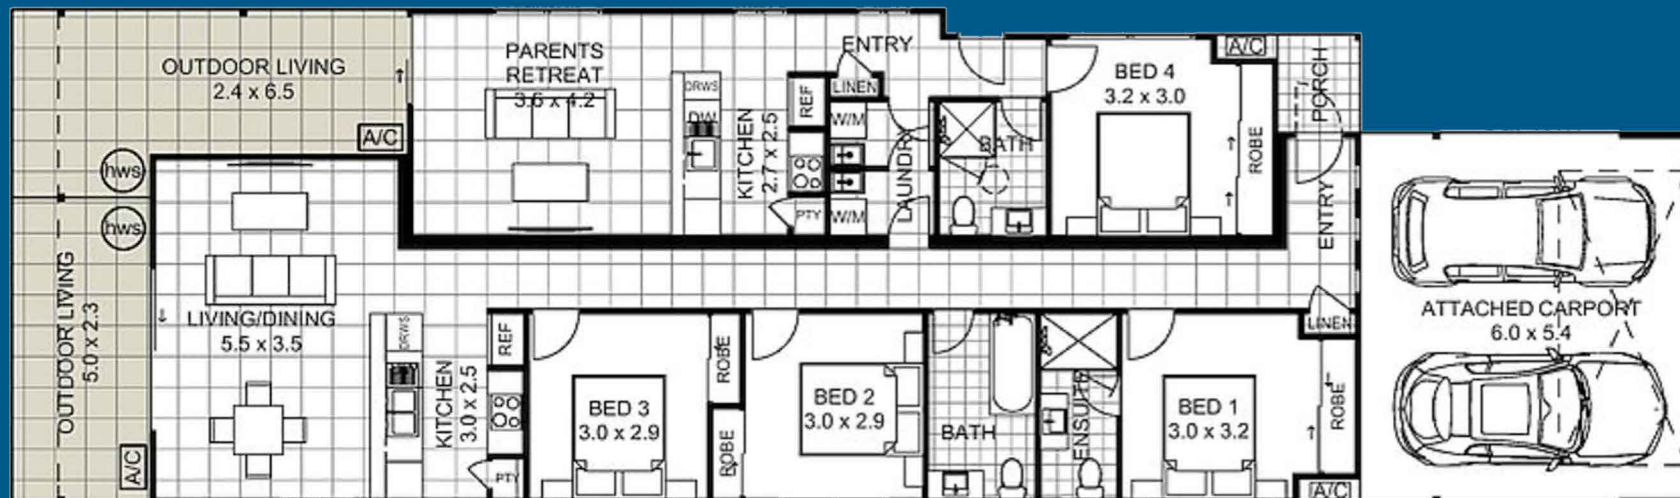 OUTDOOR LIVING
2.4 x 6.5
A/C
hws
hws
OUTDOOR LIVING
5.0 x 2.3
A/C
PARENTS
RETREAT
3.6 x 4.2
DRWS
DW
KITCHEN
2.7 x 2.5
REF
PTY
ENTRY
LINEN
W/M
W/M
LAUNDRY
BATH
BED 4
3.2 x 3.0
ROBE
A/C
PORCH
ENTRY
LIVING/DINING
5.5 x 3.5
DRWS
KITCHEN
3.0 x 2.5
REF
PTY
BED 3
3.0 x 2.9
ROBE
ROBE
BED 2
3.0 x 2.9
BATH
ENSUITE
BED 1
3.0 x 3.2
ROBE
LINEN
A/C
ATTACHED CARPORT
6.0 x 5.4